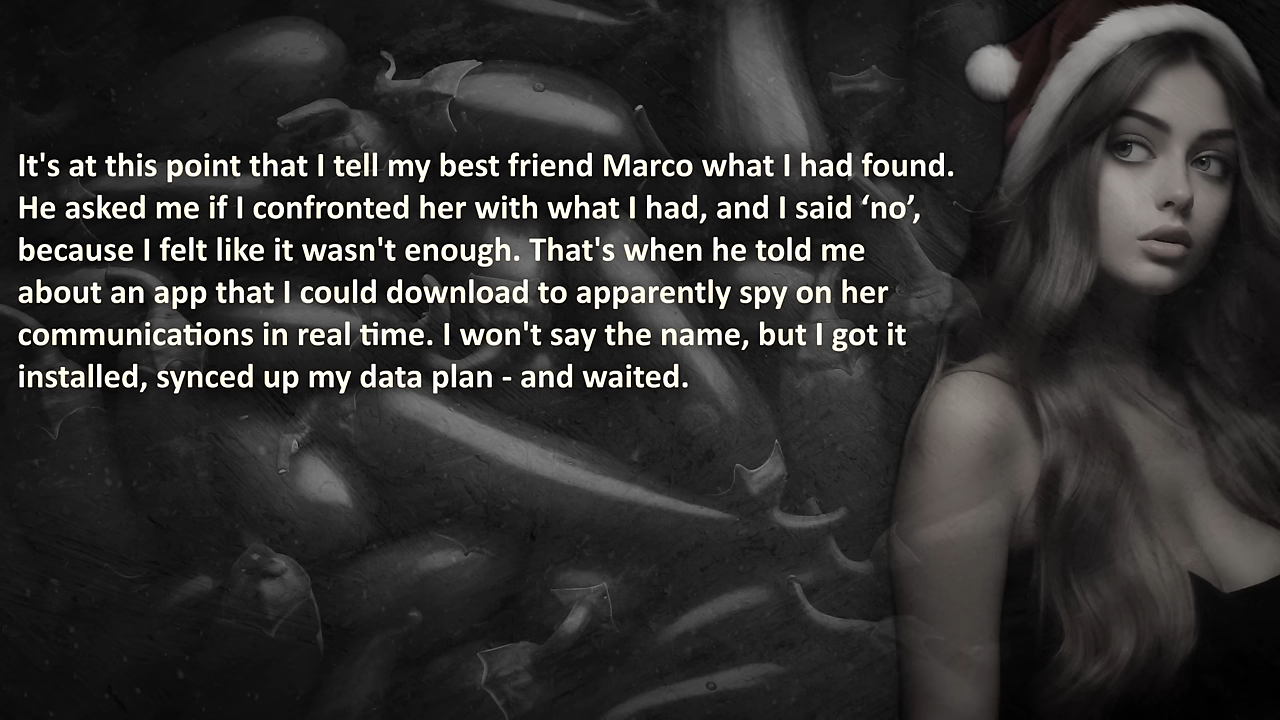 It's at this point that I tell my best friend Marco what I had found.
He asked me if I confronted her with what I had, and I said ‘no’,
because I felt like it wasn't enough. That's when he told me
about an app that I could download to apparently spy on her
communications in real time. I won't say the name, but I got it
installed, synced up my data plan - and waited.